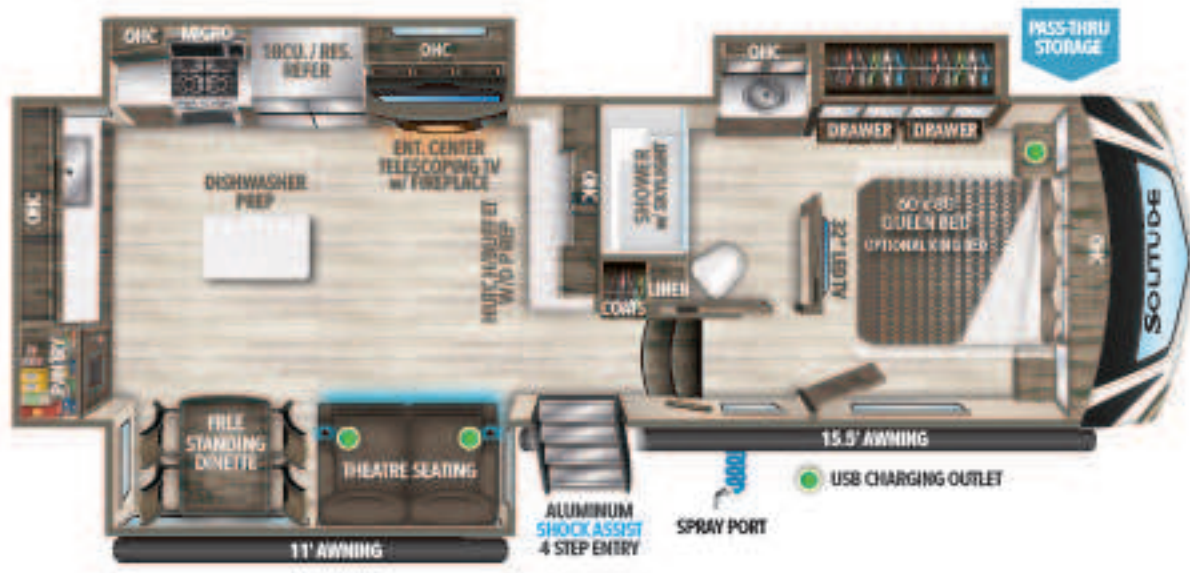 OHC
MICRO
18CU. / RES.
REFER
OHC
OHC
PASS-THRU
STORAGE
DRAWER
DRAWER
ENT. CENTER
TELESCOPING TV
w/ FIREPLACE
SHOWER
w/ SKYLIGHT
DISHWASHER
PREP
OHC
OHC
HUTCH/BUFFET
W/D PREP
60 x 80
QUEEN BED
OPTIONAL KING BED
32" LED TV
OHC
SOLITUDE
LINEN
COATS
PANTRY
FREE
STANDING
DINETTE
THEATRE SEATING
15.5' AWNING
USB CHARGING OUTLET
SPRAY PORT
ALUMINUM
SHOCK ASSIST
4 STEP ENTRY
11' AWNING